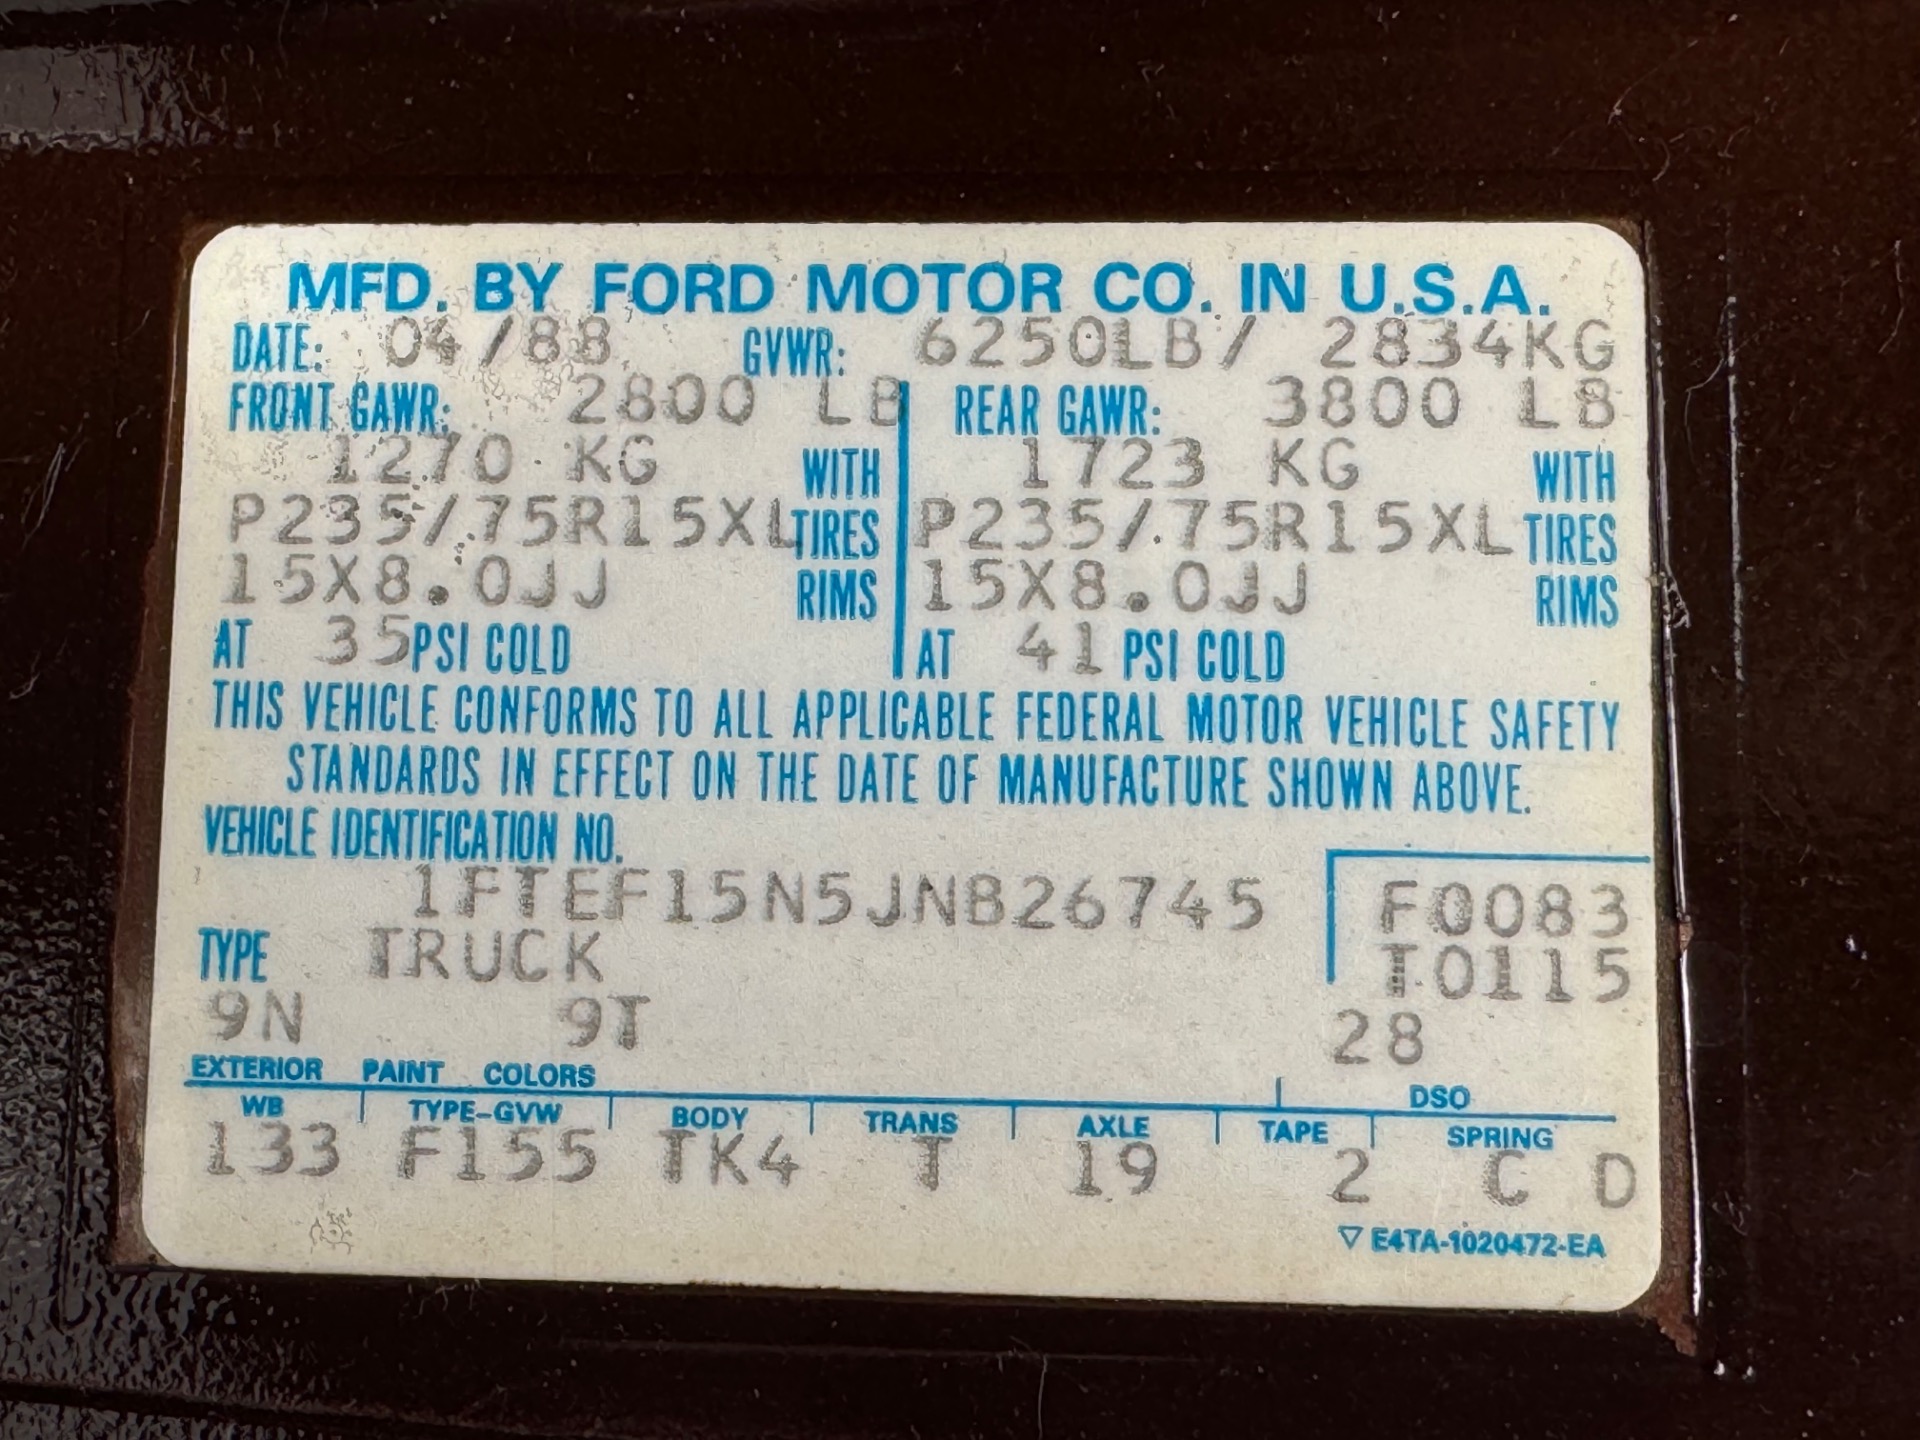 MFD. BY FORD MOTOR CO. IN U.S.A.
DATE: 04/88 GVWR: 6250LB/ 2834KG
FRONT GAWR: 2800 LB REAR GAWR: 3800 LB
1270 KG WITH 1723 KG WITH
P235/75R15XL TIRES P235/75R15XL TIRES
15X8.0JJ RIMS 15X8.0JJ RIMS
AT 35 PSI COLD AT 41 PSI COLD
THIS VEHICLE CONFORMS TO ALL APPLICABLE FEDERAL MOTOR VEHICLE SAFETY
STANDARDS IN EFFECT ON THE DATE OF MANUFACTURE SHOWN ABOVE.
VEHICLE IDENTIFICATION NO.
1FTEF15N5JNB26745 F0083
TYPE TRUCK T0115
9N 9T 28
EXTERIOR PAINT COLORS DSO
WB TYPE-GVW BODY TRANS AXLE TAPE SPRING
133 F155 TK4 T 19 2 C D
▽ E4TA-1020472-EA